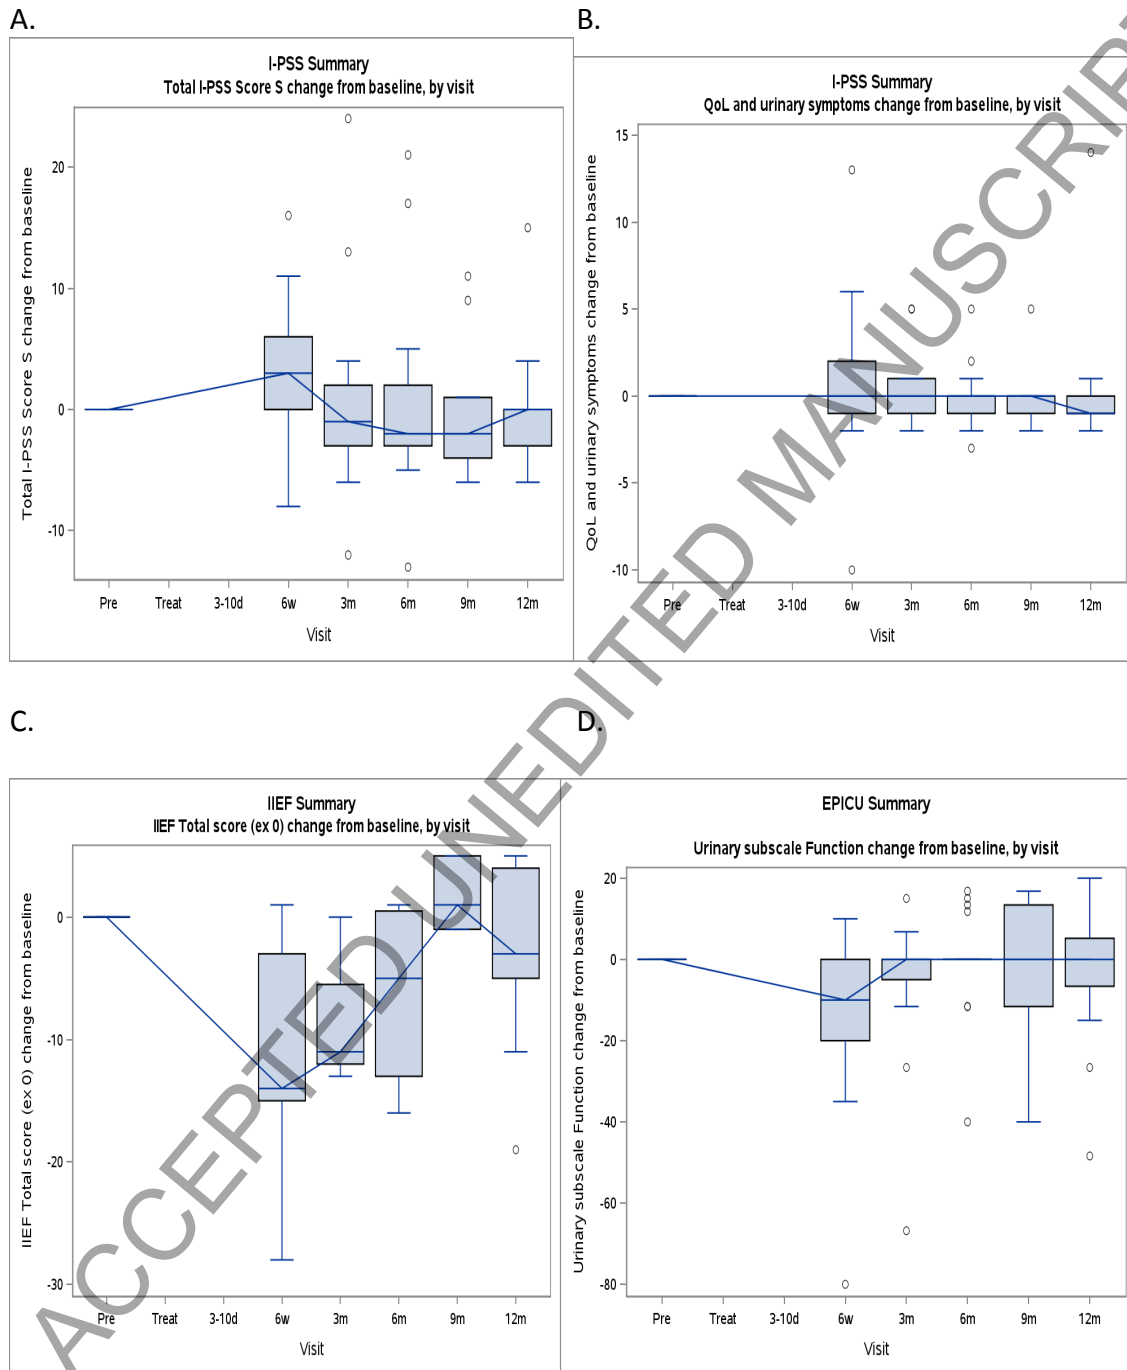 A.
I-PSS Summary
Total I-PSS Score S change from baseline, by visit
Total I-PSS Score S change from baseline
20
10
0
-10
Pre Treat 3-10d 6w 3m 6m 9m 12m
Visit
B.
I-PSS Summary
QoL and urinary symptoms change from baseline, by visit
QoL and urinary symptoms change from baseline
15
10
5
0
-5
-10
Pre Treat 3-10d 6w 3m 6m 9m 12m
Visit
C.
IIEF Summary
IIEF Total score (ex 0) change from baseline, by visit
IIEF Total score (ex 0) change from baseline
0
-10
-20
-30
Pre Treat 3-10d 6w 3m 6m 9m 12m
Visit
D.
EPICU Summary
Urinary subscale Function change from baseline, by visit
Urinary subscale Function change from baseline
20
0
-20
-40
-60
-80
Pre Treat 3-10d 6w 3m 6m 9m 12m
Visit
ACCEPTED UNEDITED MANUSCRIPT